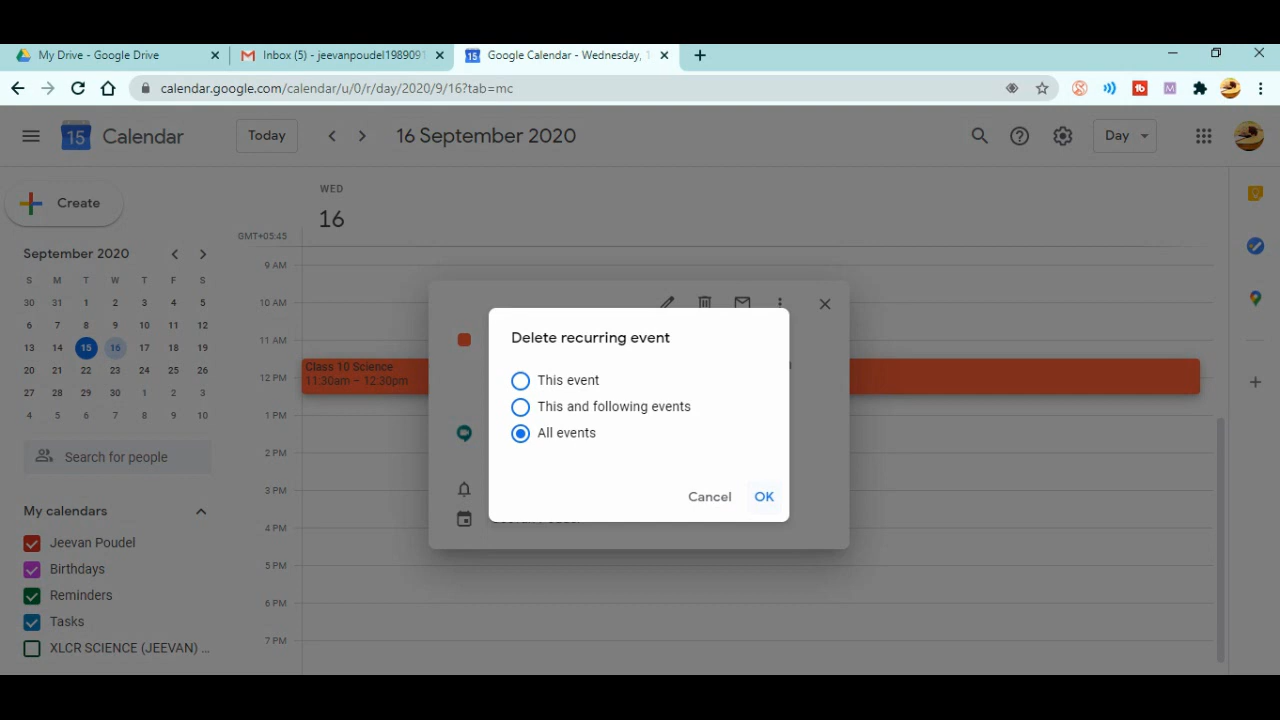 My Drive - Google Drive
Inbox (5) - jeevanpoudel1989091
Google Calendar - Wednesday, 1
calendar.google.com/calendar/u/0/r/day/2020/9/16?tab=mc
15 Calendar
Today
16 September 2020
Day
Create
WED
16
GMT+05:45
September 2020
S M T W T F S
30 31 1 2 3 4 5
6 7 8 9 10 11 12
13 14 15 16 17 18 19
20 21 22 23 24 25 26
27 28 29 30 1 2 3
4 5 6 7 8 9 10
Search for people
My calendars
Jeevan Poudel
Birthdays
Reminders
Tasks
XLCR SCIENCE (JEEVAN) ...
9 AM
10 AM
11 AM
12 PM
1 PM
2 PM
3 PM
4 PM
5 PM
6 PM
7 PM
Class 10 Science
11:30am – 12:30pm
Delete recurring event
This event
This and following events
All events
Cancel
OK